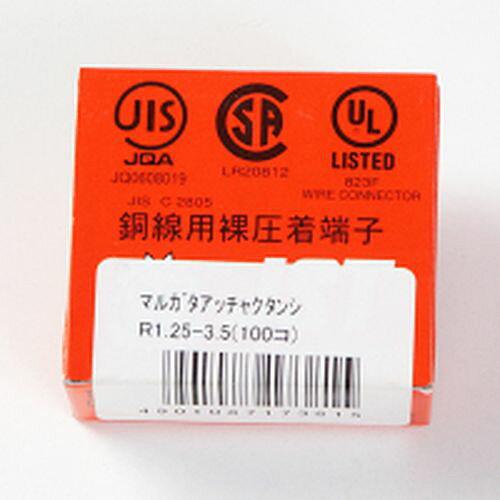 JIS
JQA
JQ0608019
JIS C 2805
SA
LR20812
UL
LISTED
823F
WIRE CONNECTOR
銅線用裸圧着端子
マルガタアッチャクタンシ
R1.25-3.5(100コ)